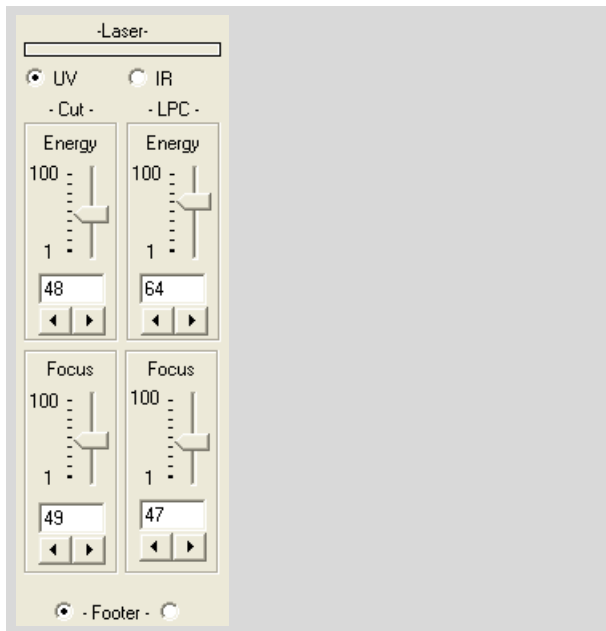 -Laser-
UV IR
- Cut - - LPC -
Energy Energy
100 100
1 1
48 64
Focus Focus
100 100
1 1
49 47
- Footer -